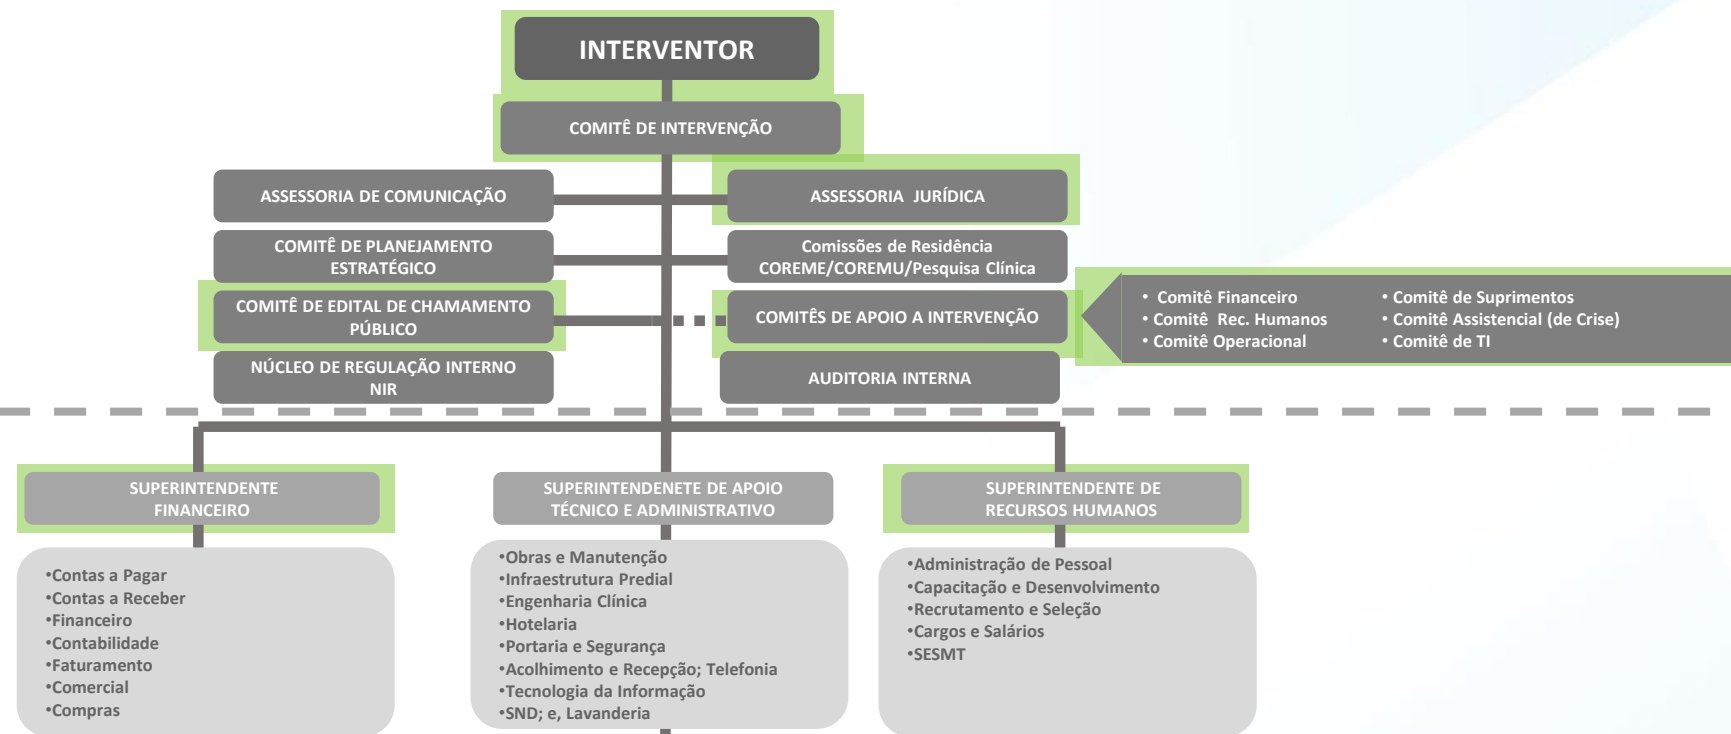 INTERVENTOR
COMITÊ DE INTERVENÇÃO
ASSESSORIA DE COMUNICAÇÃO
ASSESSORIA JURÍDICA
COMITÊ DE PLANEJAMENTO
ESTRATÉGICO
Comissões de Residência
COREME/COREMU/Pesquisa Clínica
COMITÊ DE EDITAL DE CHAMAMENTO
PÚBLICO
COMITÊS DE APOIO A INTERVENÇÃO
• Comitê Financeiro
• Comitê Rec. Humanos
• Comitê Operacional
• Comitê de Suprimentos
• Comitê Assistencial (de Crise)
• Comitê de TI
NÚCLEO DE REGULAÇÃO INTERNO
NIR
AUDITORIA INTERNA
SUPERINTENDENTE
FINANCEIRO
SUPERINTENDENETE DE APOIO
TÉCNICO E ADMINISTRATIVO
SUPERINTENDENTE DE
RECURSOS HUMANOS
•Contas a Pagar
•Contas a Receber
•Financeiro
•Contabilidade
•Faturamento
•Comercial
•Compras
•Obras e Manutenção
•Infraestrutura Predial
•Engenharia Clínica
•Hotelaria
•Portaria e Segurança
•Acolhimento e Recepção; Telefonia
•Tecnologia da Informação
•SND; e, Lavanderia
•Administração de Pessoal
•Capacitação e Desenvolvimento
•Recrutamento e Seleção
•Cargos e Salários
•SESMT